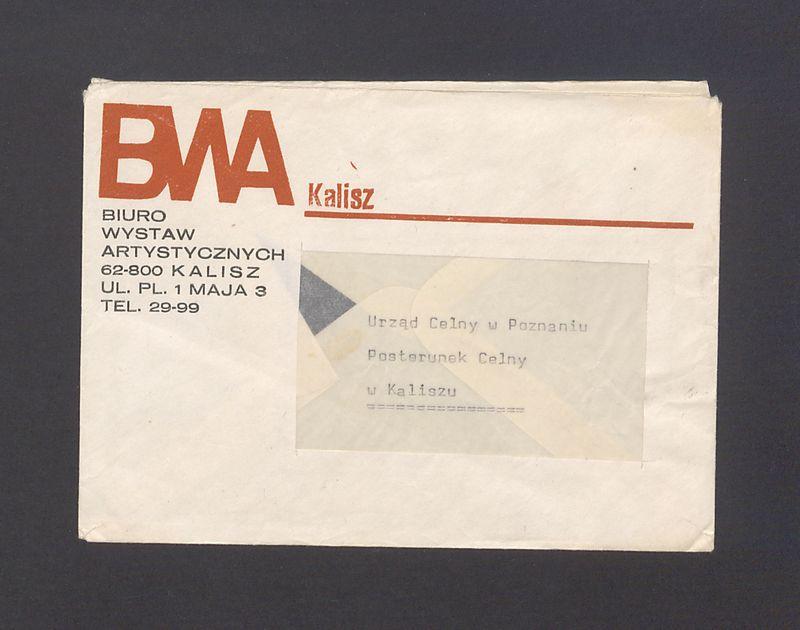 BWA
Kalisz
BIURO
WYSTAW
ARTYSTYCZNYCH
62-800 KALISZ
UL. PL. 1 MAJA 3
TEL. 29-99
Urząd Celny w Poznaniu
Posterunek Celny
w Kaliszu